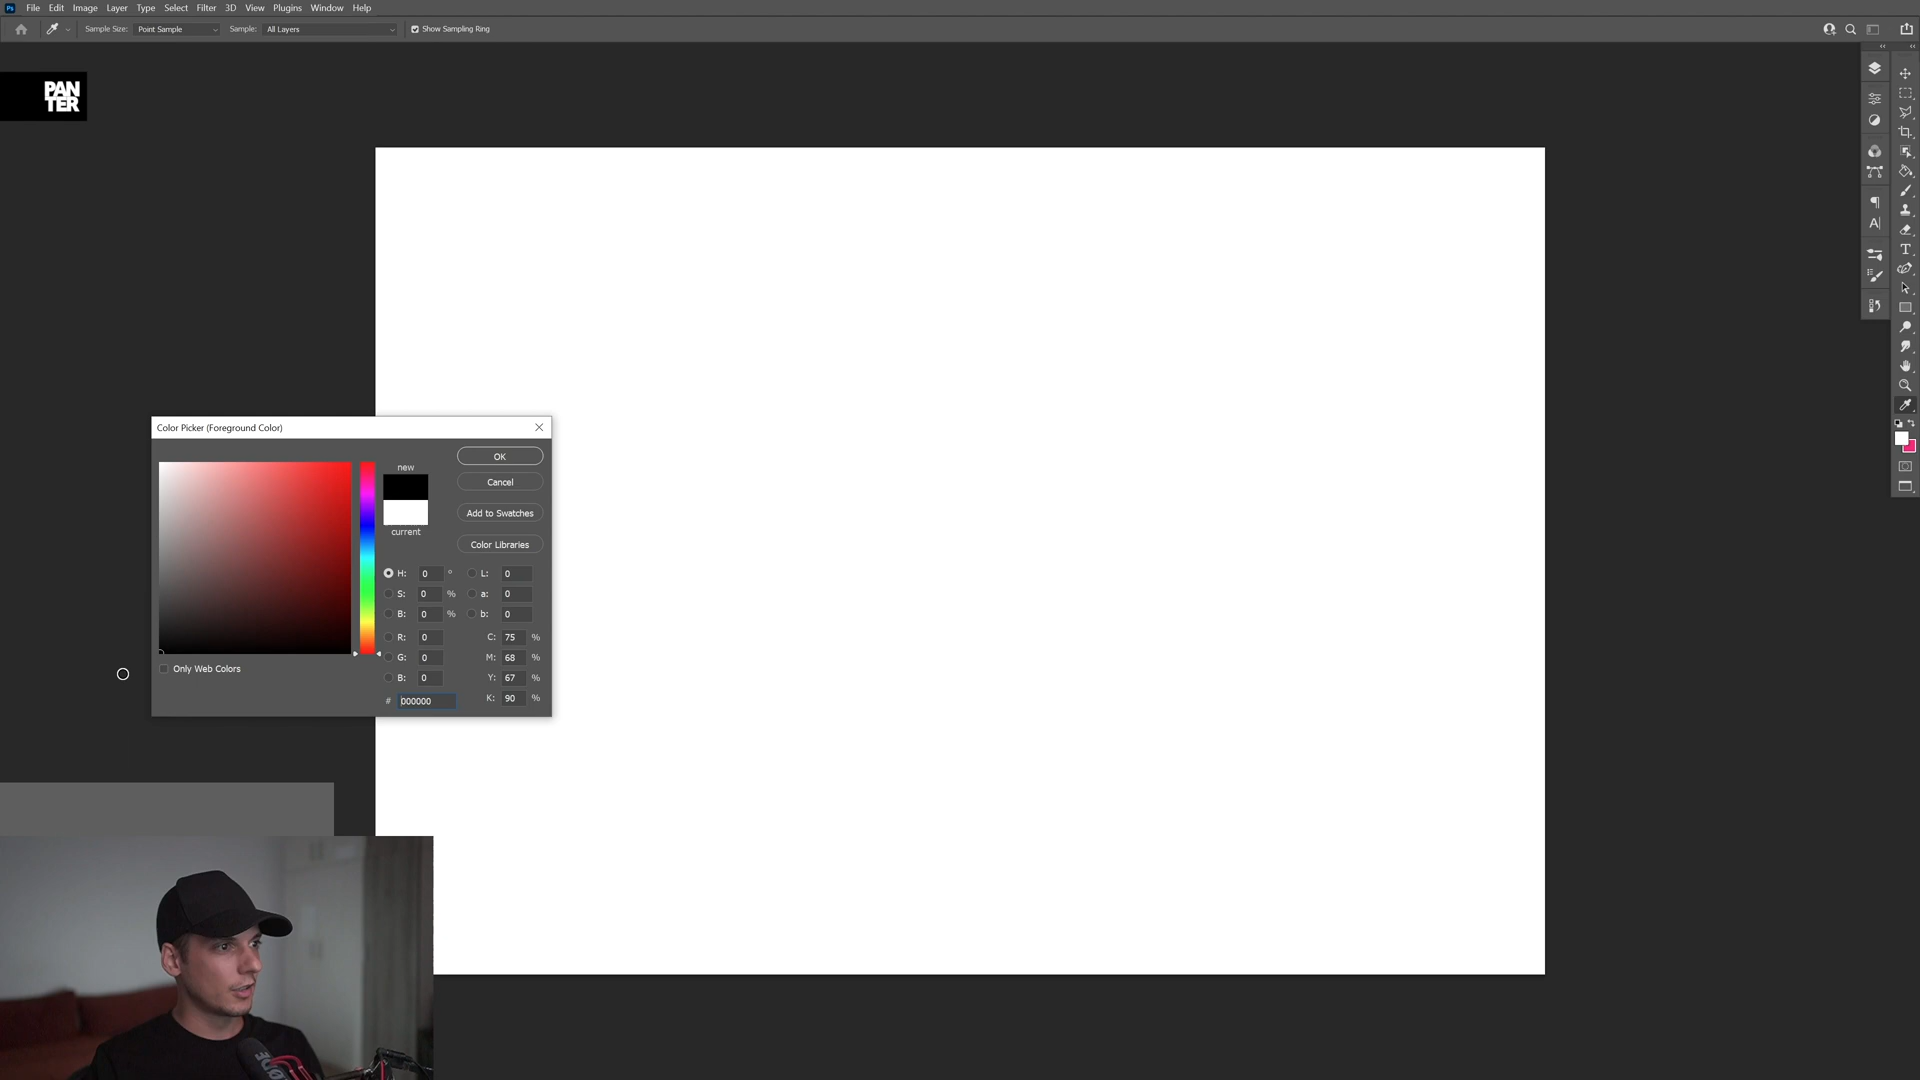 Ps File Edit Image Layer Type Select Filter 3D View Plugins Window Help
Sample Size: Point Sample Sample: All Layers Show Sampling Ring
PAN
TER
Color Picker (Foreground Color)
new
current
OK
Cancel
Add to Swatches
Color Libraries
H: 0 ° L: 0
S: 0 % a: 0
B: 0 % b: 0
R: 0 C: 75 %
G: 0 M: 68 %
B: 0 Y: 67 %
# 000000 K: 90 %
Only Web Colors